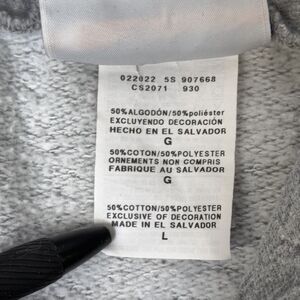 022022 5S 907668
CS2071 930
50%ALGODÓN/50%poliéster
EXCLUYENDO DECORACIÓN
HECHO EN EL SALVADOR
G
50%COTON/50%POLYESTER
ORNEMENTS NON COMPRIS
FABRIQUE AU SALVADOR
G
50%COTTON/50%POLYESTER
EXCLUSIVE OF DECORATION
MADE IN EL SALVADOR
L